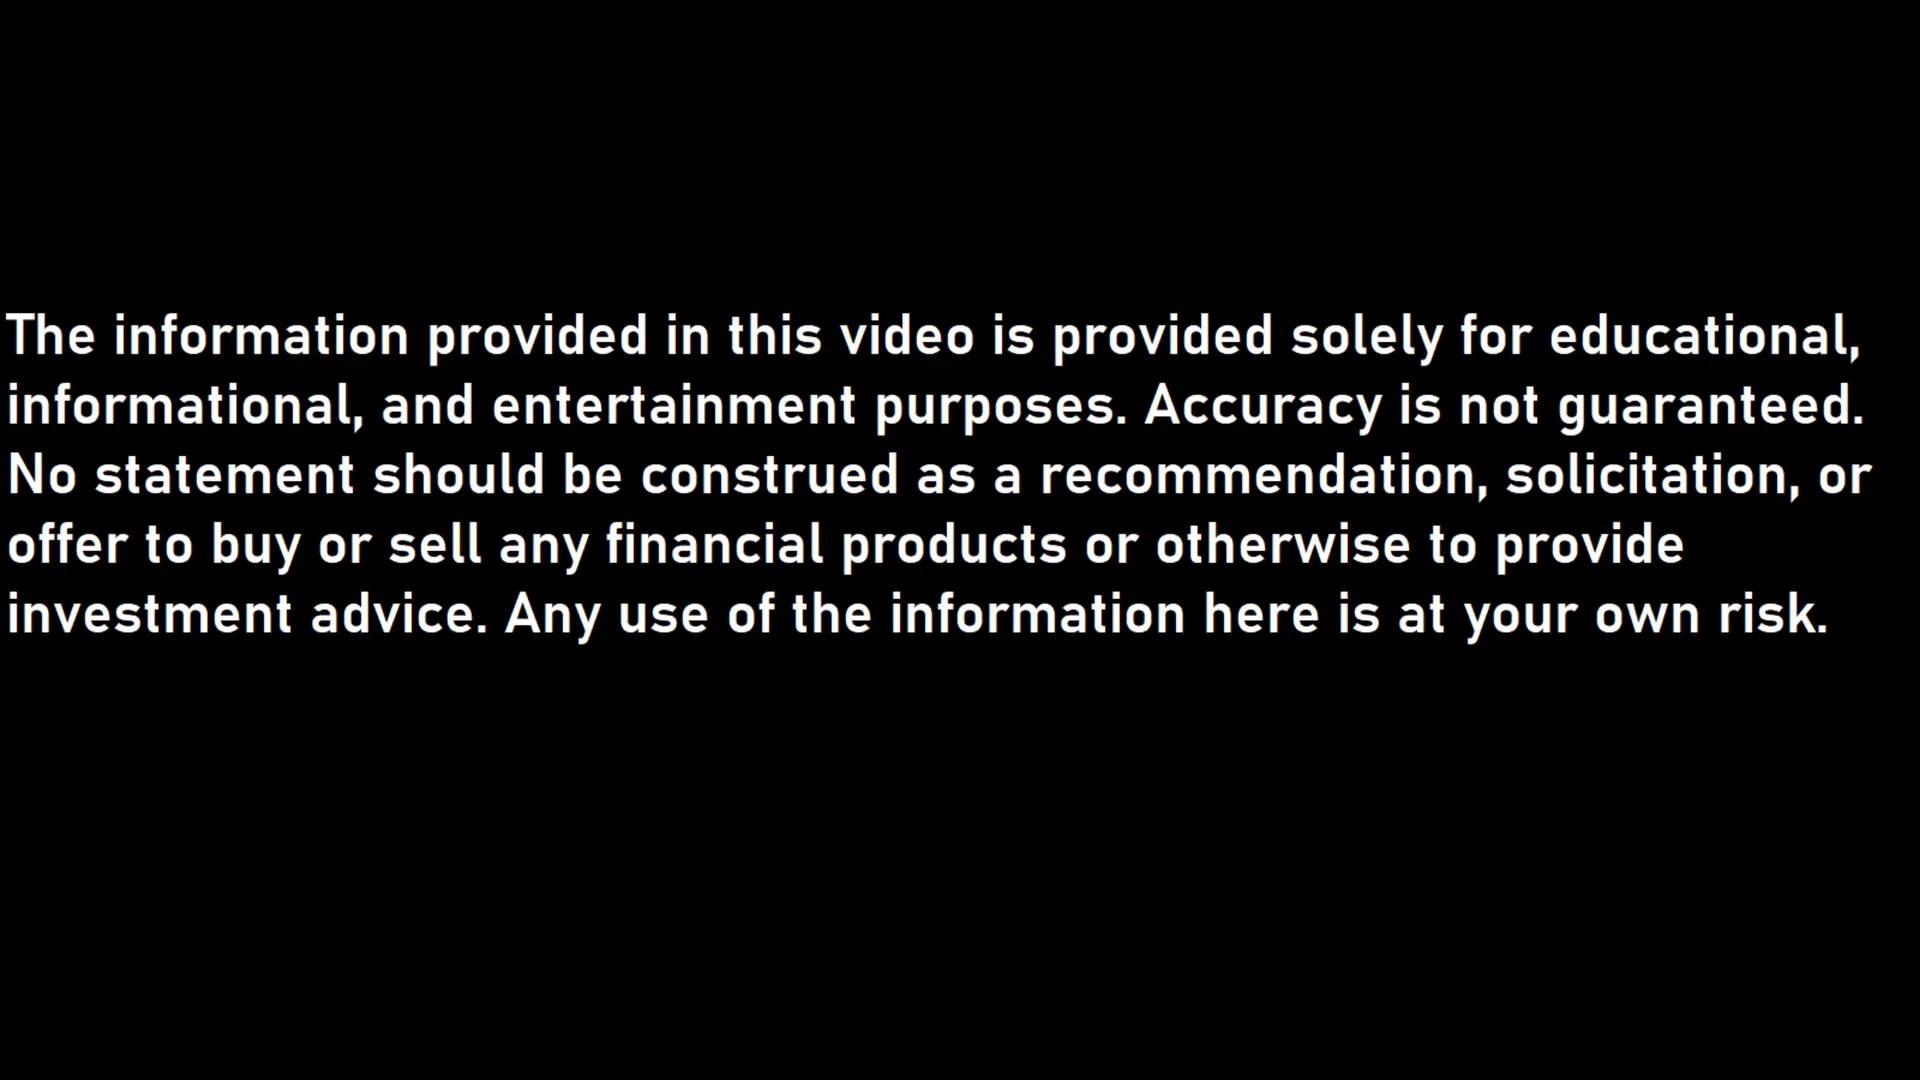 The information provided in this video is provided solely for educational,
informational, and entertainment purposes. Accuracy is not guaranteed.
No statement should be construed as a recommendation, solicitation, or
offer to buy or sell any financial products or otherwise to provide
investment advice. Any use of the information here is at your own risk.